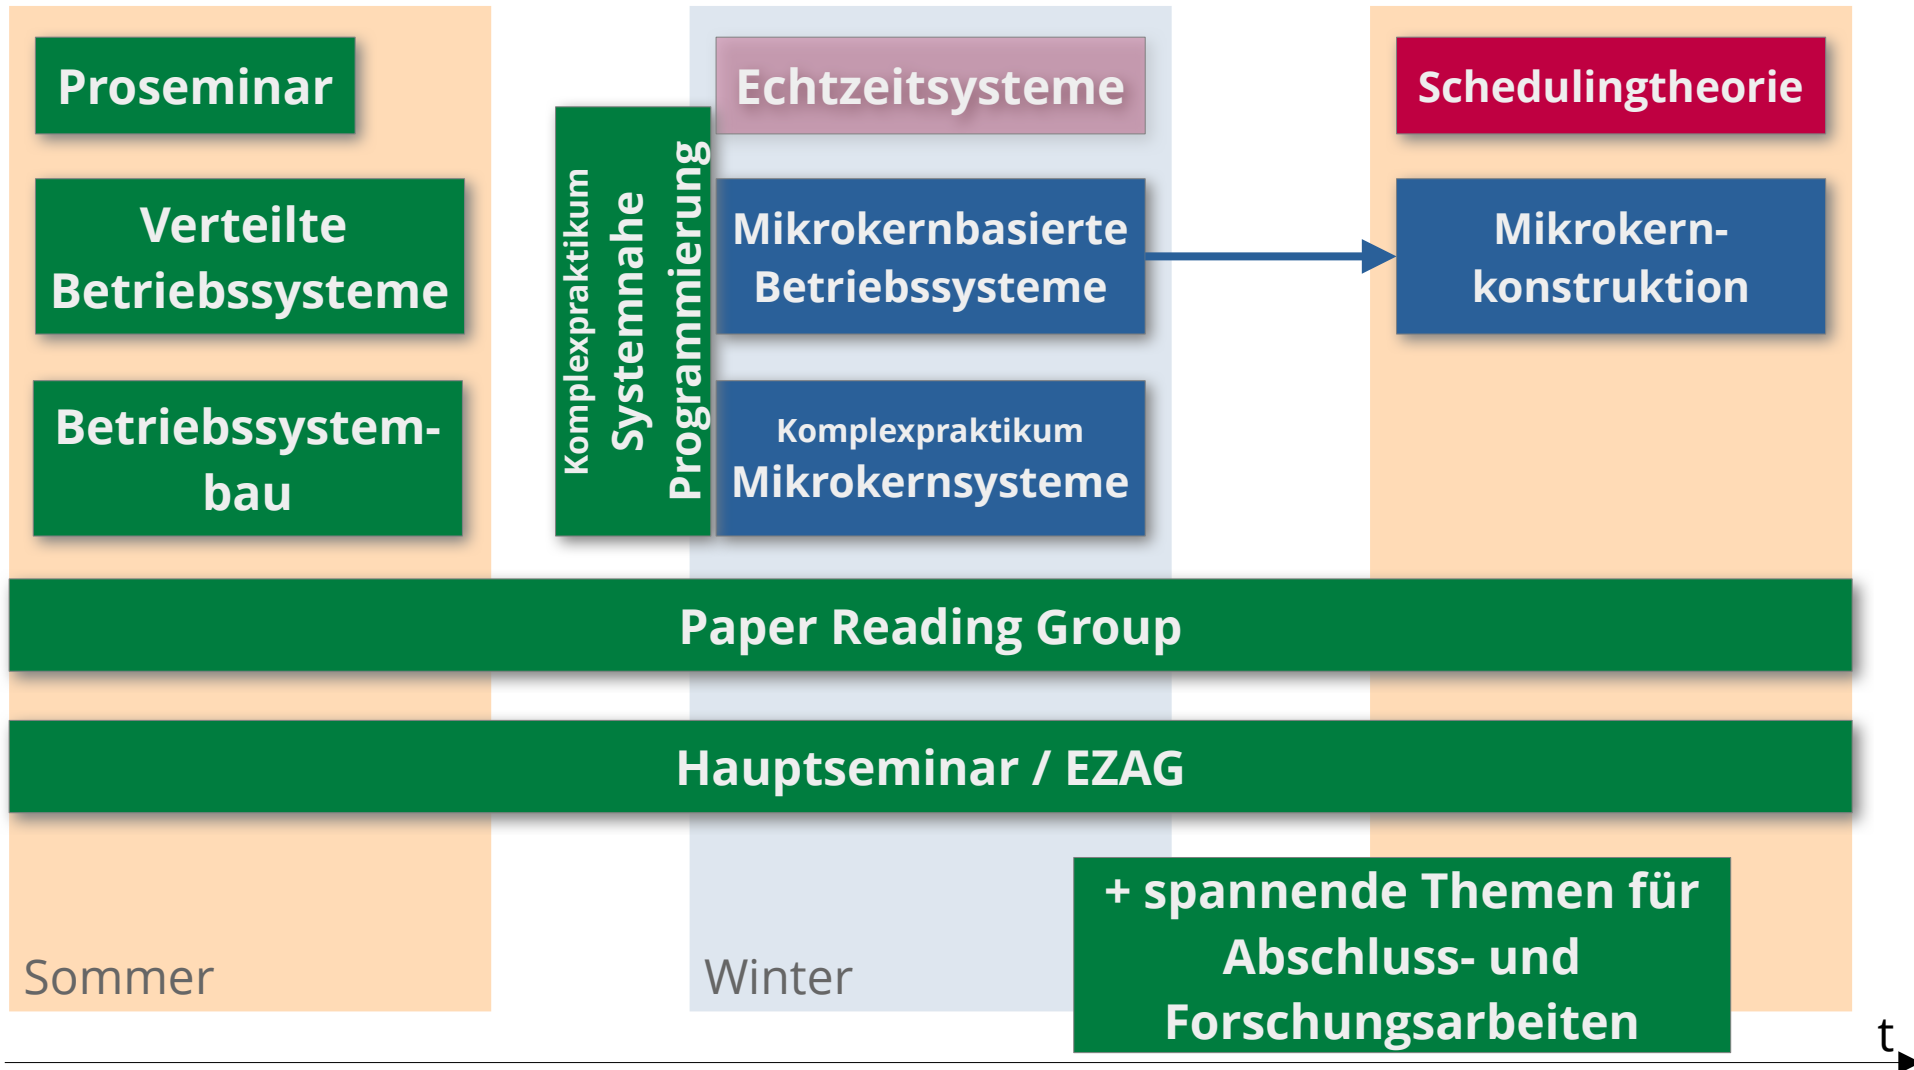 Proseminar
Verteilte
Betriebssysteme
Betriebssystem-
bau
Komplexpraktikum
Systemnahe
Programmierung
Echtzeitsysteme
Mikrokernbasierte
Betriebssysteme
Komplexpraktikum
Mikrokernsysteme
Schedulingtheorie
Mikrokern-
konstruktion
Paper Reading Group
Hauptseminar / EZAG
+ spannende Themen für
Abschluss- und
Forschungsarbeiten
Sommer
Winter
t